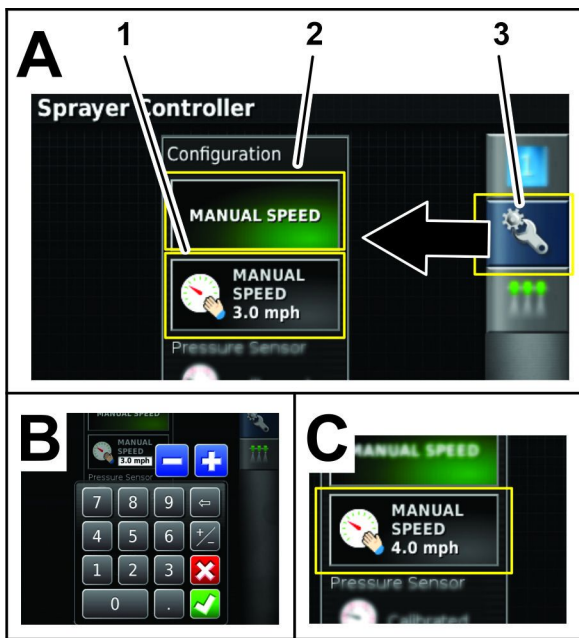 1
2
3
A
Sprayer Controller
Configuration
1
MANUAL SPEED
MANUAL
SPEED
3.0 mph
Pressure Sensor
B
MANUAL SPEED
MANUAL
SPEED
3.0 mph
Pressure Sensor
7 8 9
4 5 6 +/-
1 2 3
0 .
C
MANUAL SPEED
MANUAL
SPEED
4.0 mph
Pressure Sensor
Calibrated